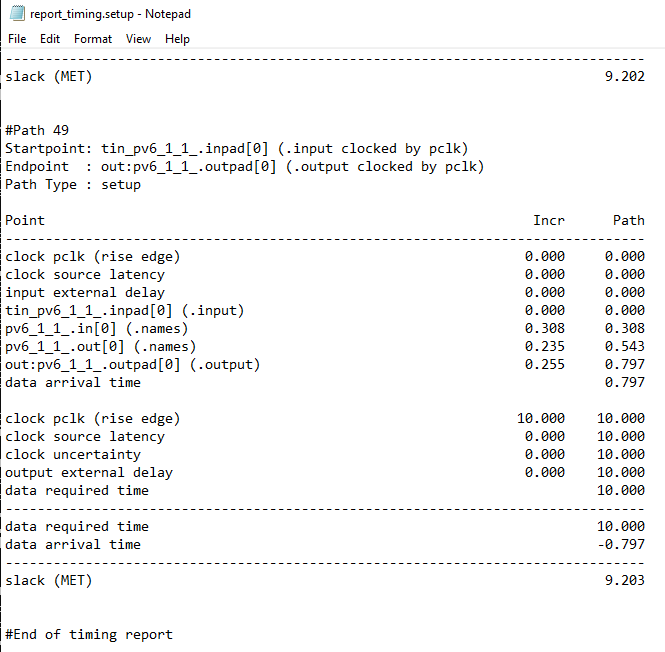 report_timing.setup - Notepad
File Edit Format View Help
--------------------------------------------------------------------------------
slack (MET) 9.202
#Path 49
Startpoint: tin_pv6_1_1_.inpad[0] (.input clocked by pclk)
Endpoint  : out:pv6_1_1_.outpad[0] (.output clocked by pclk)
Path Type : setup
Point Incr Path
--------------------------------------------------------------------------------
clock pclk (rise edge) 0.000 0.000
clock source latency 0.000 0.000
input external delay 0.000 0.000
tin_pv6_1_1_.inpad[0] (.input) 0.000 0.000
pv6_1_1_.in[0] (.names) 0.308 0.308
pv6_1_1_.out[0] (.names) 0.235 0.543
out:pv6_1_1_.outpad[0] (.output) 0.255 0.797
data arrival time 0.797
clock pclk (rise edge) 10.000 10.000
clock source latency 0.000 10.000
clock uncertainty 0.000 10.000
output external delay 0.000 10.000
data required time 10.000
--------------------------------------------------------------------------------
data required time 10.000
data arrival time -0.797
--------------------------------------------------------------------------------
slack (MET) 9.203
#End of timing report